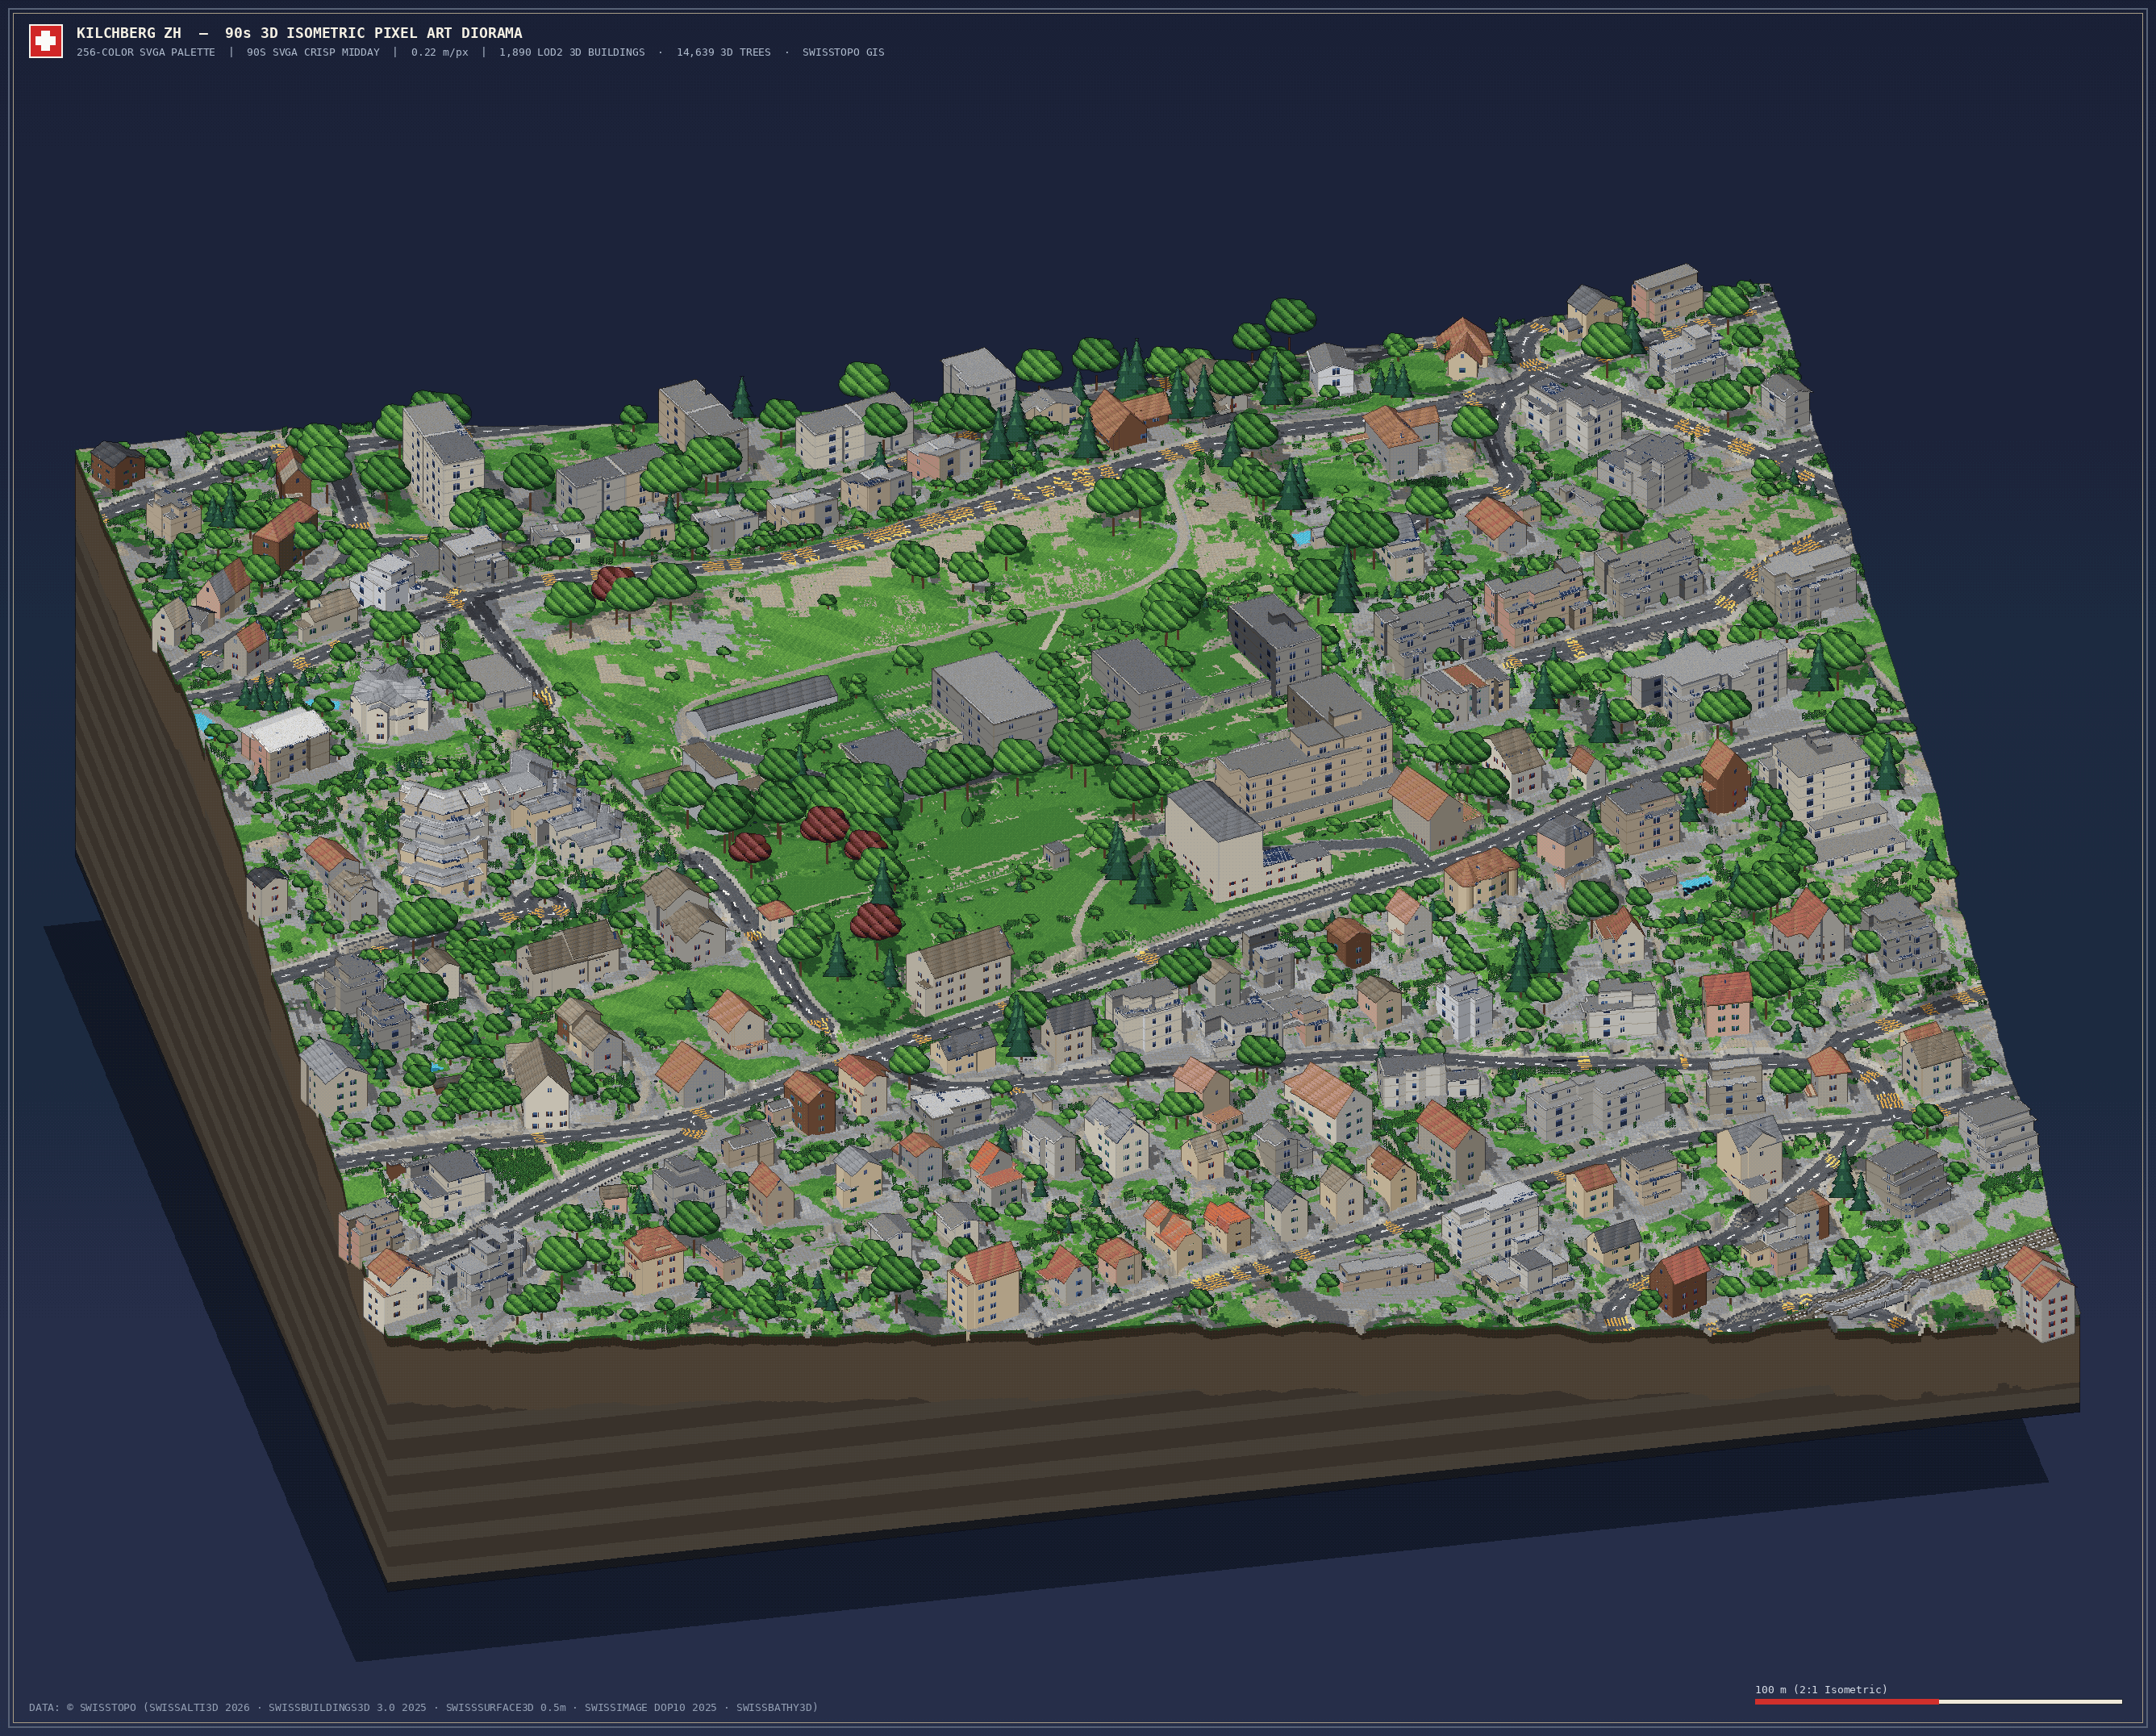 KILCHBERG ZH — 90s 3D ISOMETRIC PIXEL ART DIORAMA
256-COLOR SVGA PALETTE | 90S SVGA CRISP MIDDAY | 0.22 m/px | 1,890 LOD2 3D BUILDINGS · 14,639 3D TREES · SWISSTOPO GIS
100 m (2:1 Isometric)
DATA: © SWISSTOPO (SWISSALTI3D 2026 · SWISSBUILDINGS3D 3.0 2025 · SWISSSURFACE3D 0.5m · SWISSIMAGE DOP10 2025 · SWISSBATHY3D)